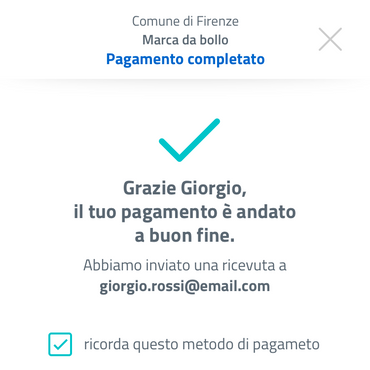 Comune di Firenze
Marca da bollo
Pagamento completato
Grazie Giorgio,
il tuo pagamento è andato
a buon fine.
Abbiamo inviato una ricevuta a
giorgio.rossi@email.com
ricorda questo metodo di pagameto